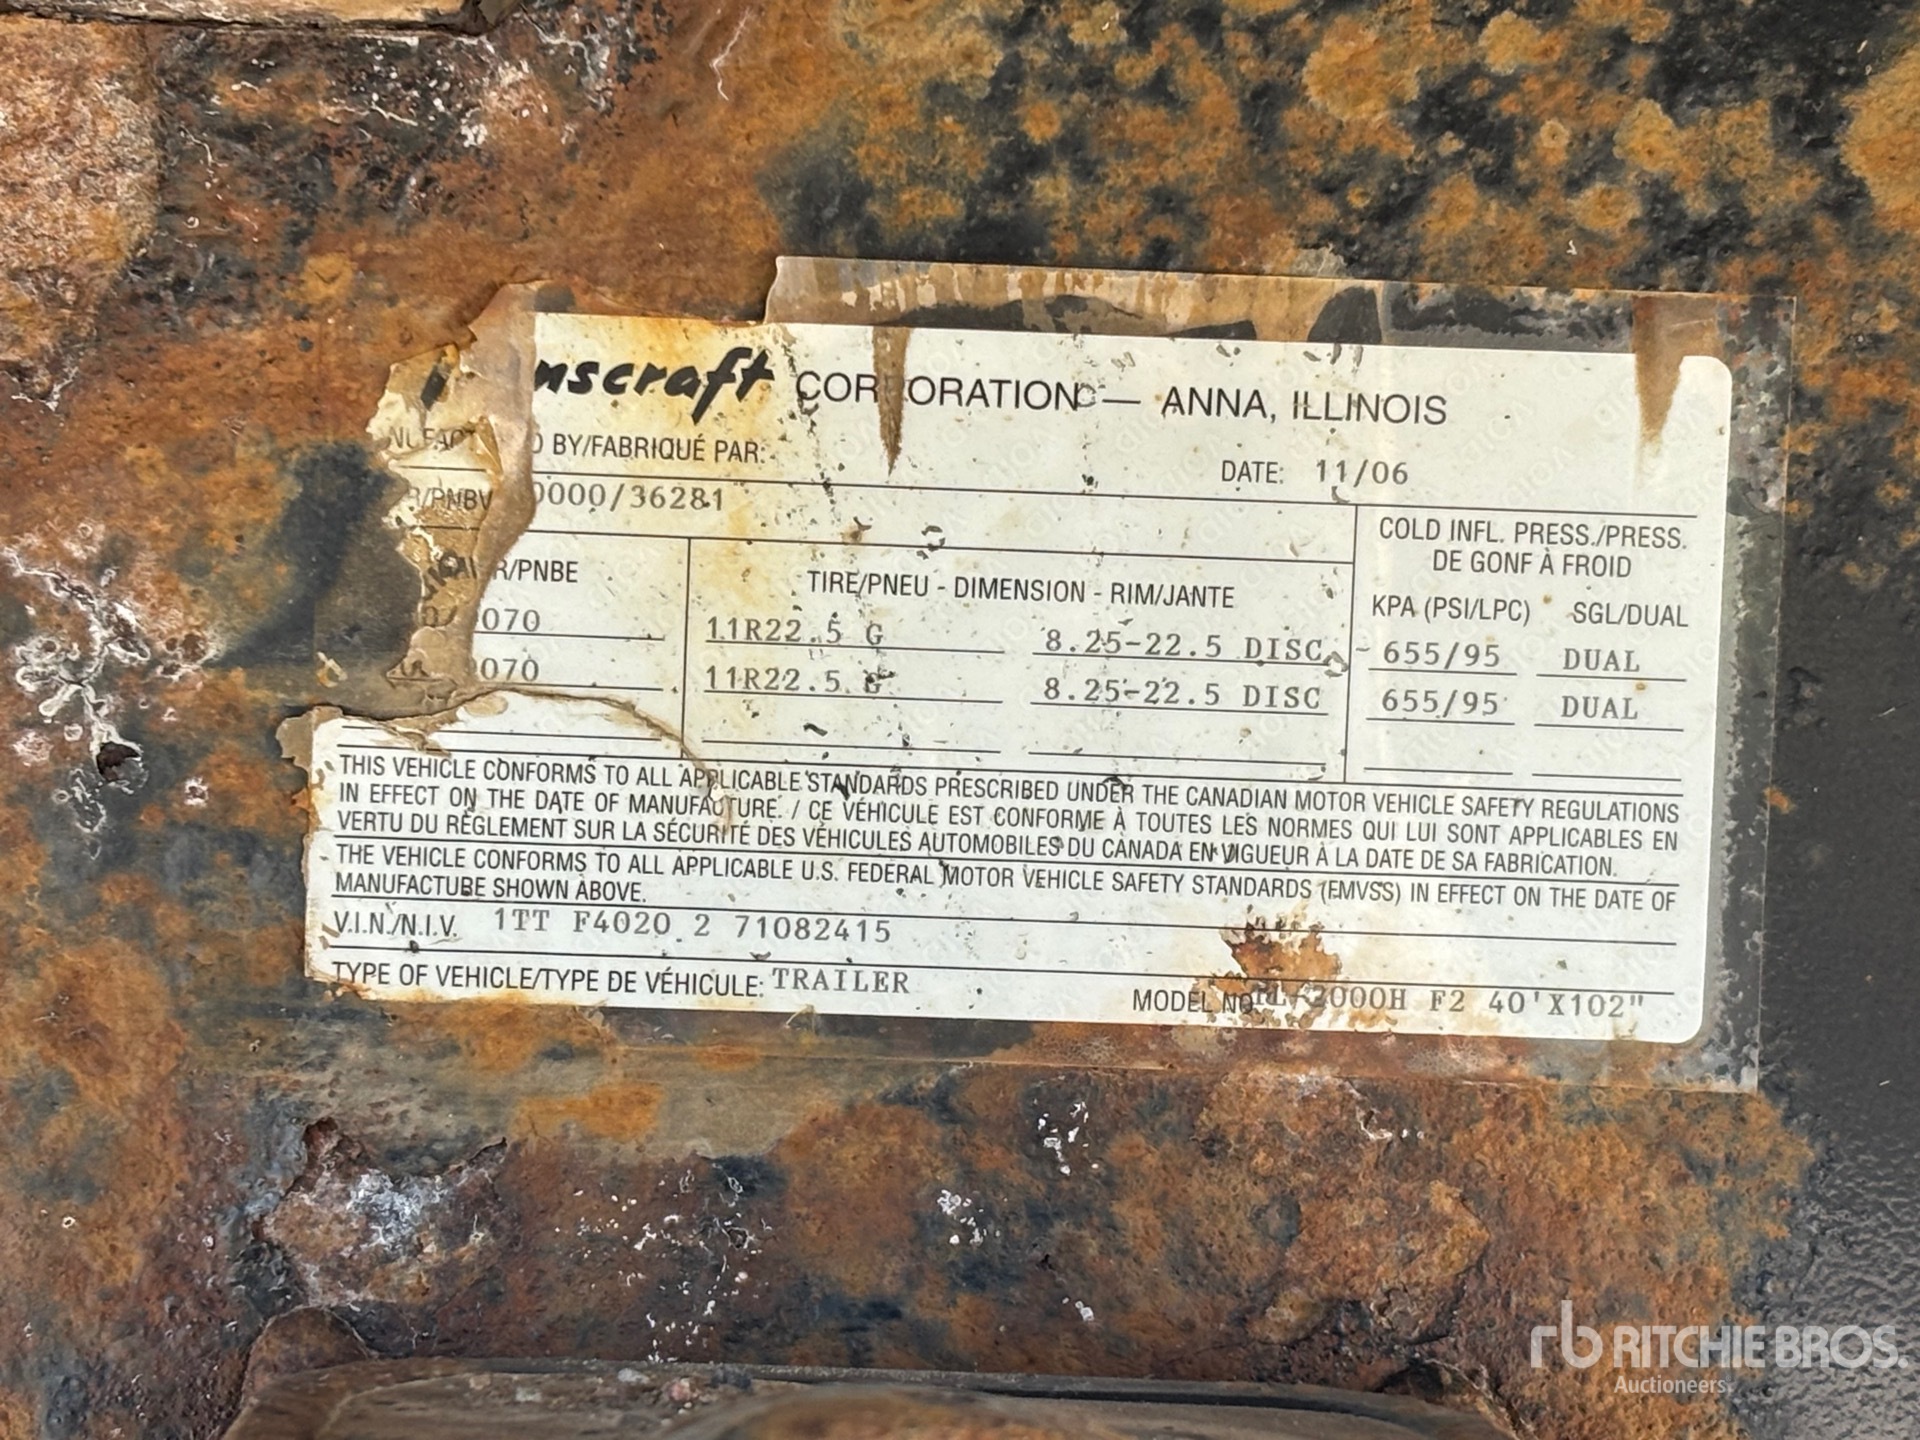 CORPORATION — ANNA, ILLINOIS
BY/FABRIQUÉ PAR:
DATE: 11/06
0000/36281
COLD INFL. PRESS./PRESS.
DE GONF À FROID
R/PNBE
TIRE/PNEU - DIMENSION - RIM/JANTE
KPA (PSI/LPC) SGL/DUAL
070 11R22.5 G 8.25-22.5 DISC 655/95 DUAL
070 11R22.5 G 8.25-22.5 DISC 655/95 DUAL
THIS VEHICLE CONFORMS TO ALL APPLICABLE STANDARDS PRESCRIBED UNDER THE CANADIAN MOTOR VEHICLE SAFETY REGULATIONS
IN EFFECT ON THE DATE OF MANUFACTURE. / CE VÉHICULE EST CONFORME À TOUTES LES NORMES QUI LUI SONT APPLICABLES EN
VERTU DU RÈGLEMENT SUR LA SÉCURITÉ DES VÉHICULES AUTOMOBILES DU CANADA EN VIGUEUR À LA DATE DE SA FABRICATION.
THE VEHICLE CONFORMS TO ALL APPLICABLE U.S. FEDERAL MOTOR VEHICLE SAFETY STANDARDS (FMVSS) IN EFFECT ON THE DATE OF
MANUFACTURE SHOWN ABOVE.
V.I.N./N.I.V. 1TT F4020 2 71082415
TYPE OF VEHICLE/TYPE DE VÉHICULE: TRAILER
MODEL NO. 2000H F2 40'X102"
rb RITCHIE BROS.
Auctioneers